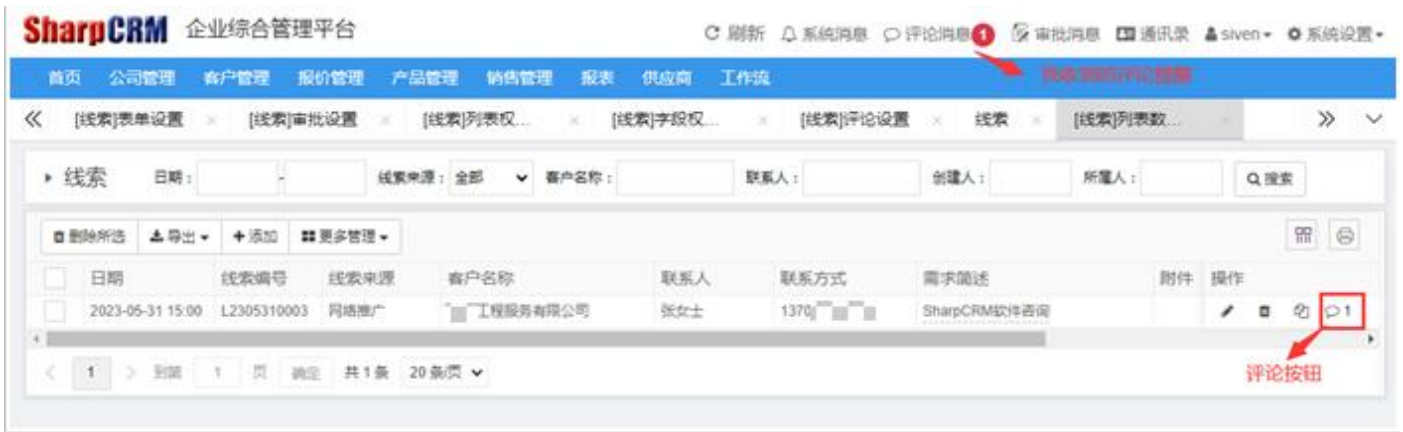 SharpCRM 企业综合管理平台
刷新 系统消息 评论消息 1 审批消息 通讯录 siven 系统设置
首页 公司管理 客户管理 报价管理 产品管理 销售管理 报表 供应商 工作流
[线索]表单设置 [线索]审批设置 [线索]列表权... [线索]字段权... [线索]评论设置 线索 [线索]列表数...
线索 日期: - 线索来源: 全部 客户名称: 联系人: 创建人: 所属人: 搜索
删除所选 导出 添加 更多管理
日期 线索编号 线索来源 客户名称 联系人 联系方式 需求简述 附件 操作
2023-05-31 15:00 L2305310003 网络推广 工程服务有限公司 张女士 1370 SharpCRM软件咨询 1
1 到第 1 页 确定 共1条 20条/页
评论按钮